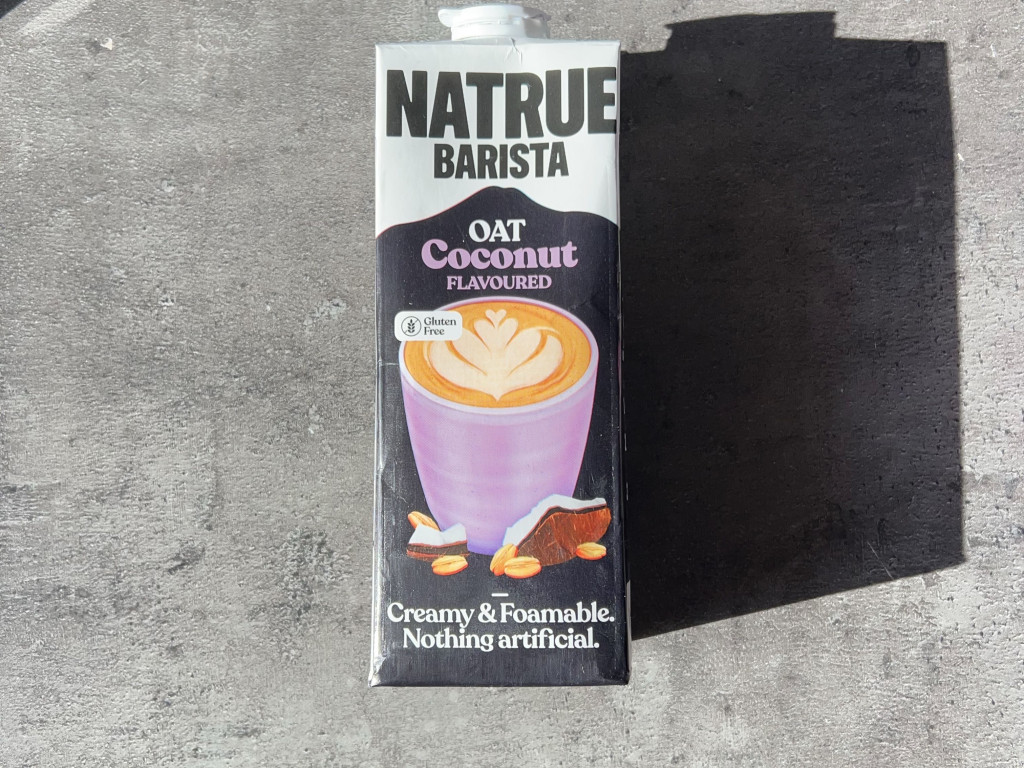 NATRUE
BARISTA
OAT
Coconut
FLAVOURED
Gluten
Free
Creamy & Foamable.
Nothing artificial.